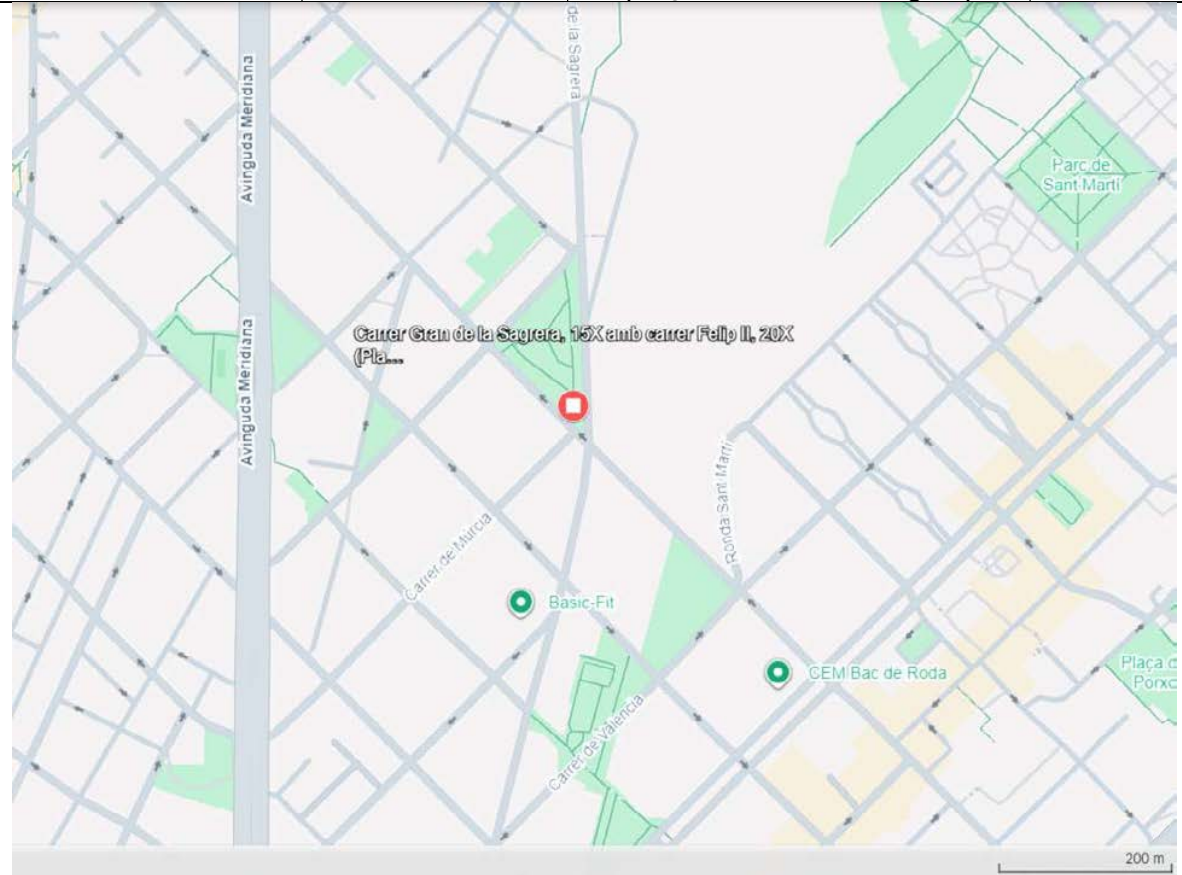 de la Sagrera
Avinguda Meridiana
Parc de
Sant Martí
Carrer Gran de la Sagrera, 15X amb carrer Felip II, 20X
(Pla...
Avinguda Meridiana
Ronda Sant Martí
Carrer de Múrcia
Basic-Fit
CEM Bac de Roda
Plaça d
Porxo
Carrer de València
200 m